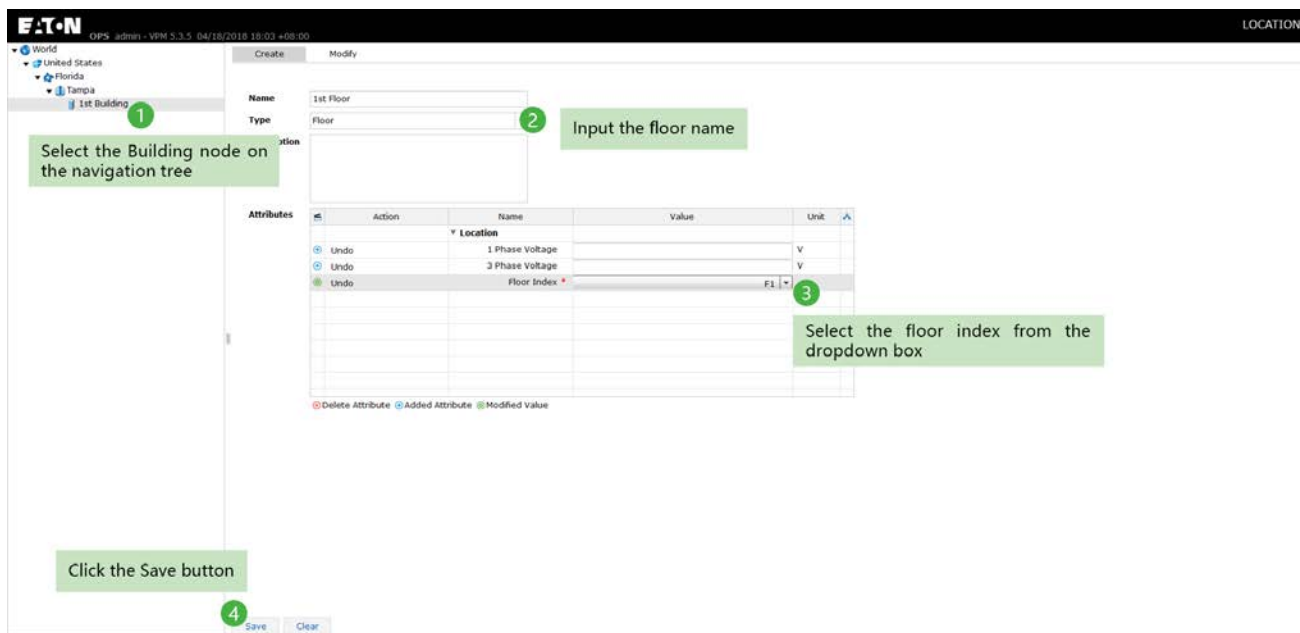 EATON OPS admin - VPM 5.3.5 04/18/2018 18:03 +08:00 LOCATION
World
United States
Florida
Tampa
1st Building
1
Select the Building node on
the navigation tree
Create Modify
Name 1st Floor
Type Floor
2
Input the floor name
ption
Attributes
Action Name Value Unit
Location
Undo 1 Phase Voltage V
Undo 3 Phase Voltage V
Undo Floor Index * F1
3
Select the floor index from the
dropdown box
Delete Attribute Added Attribute Modified Value
Click the Save button
4
Save Clear